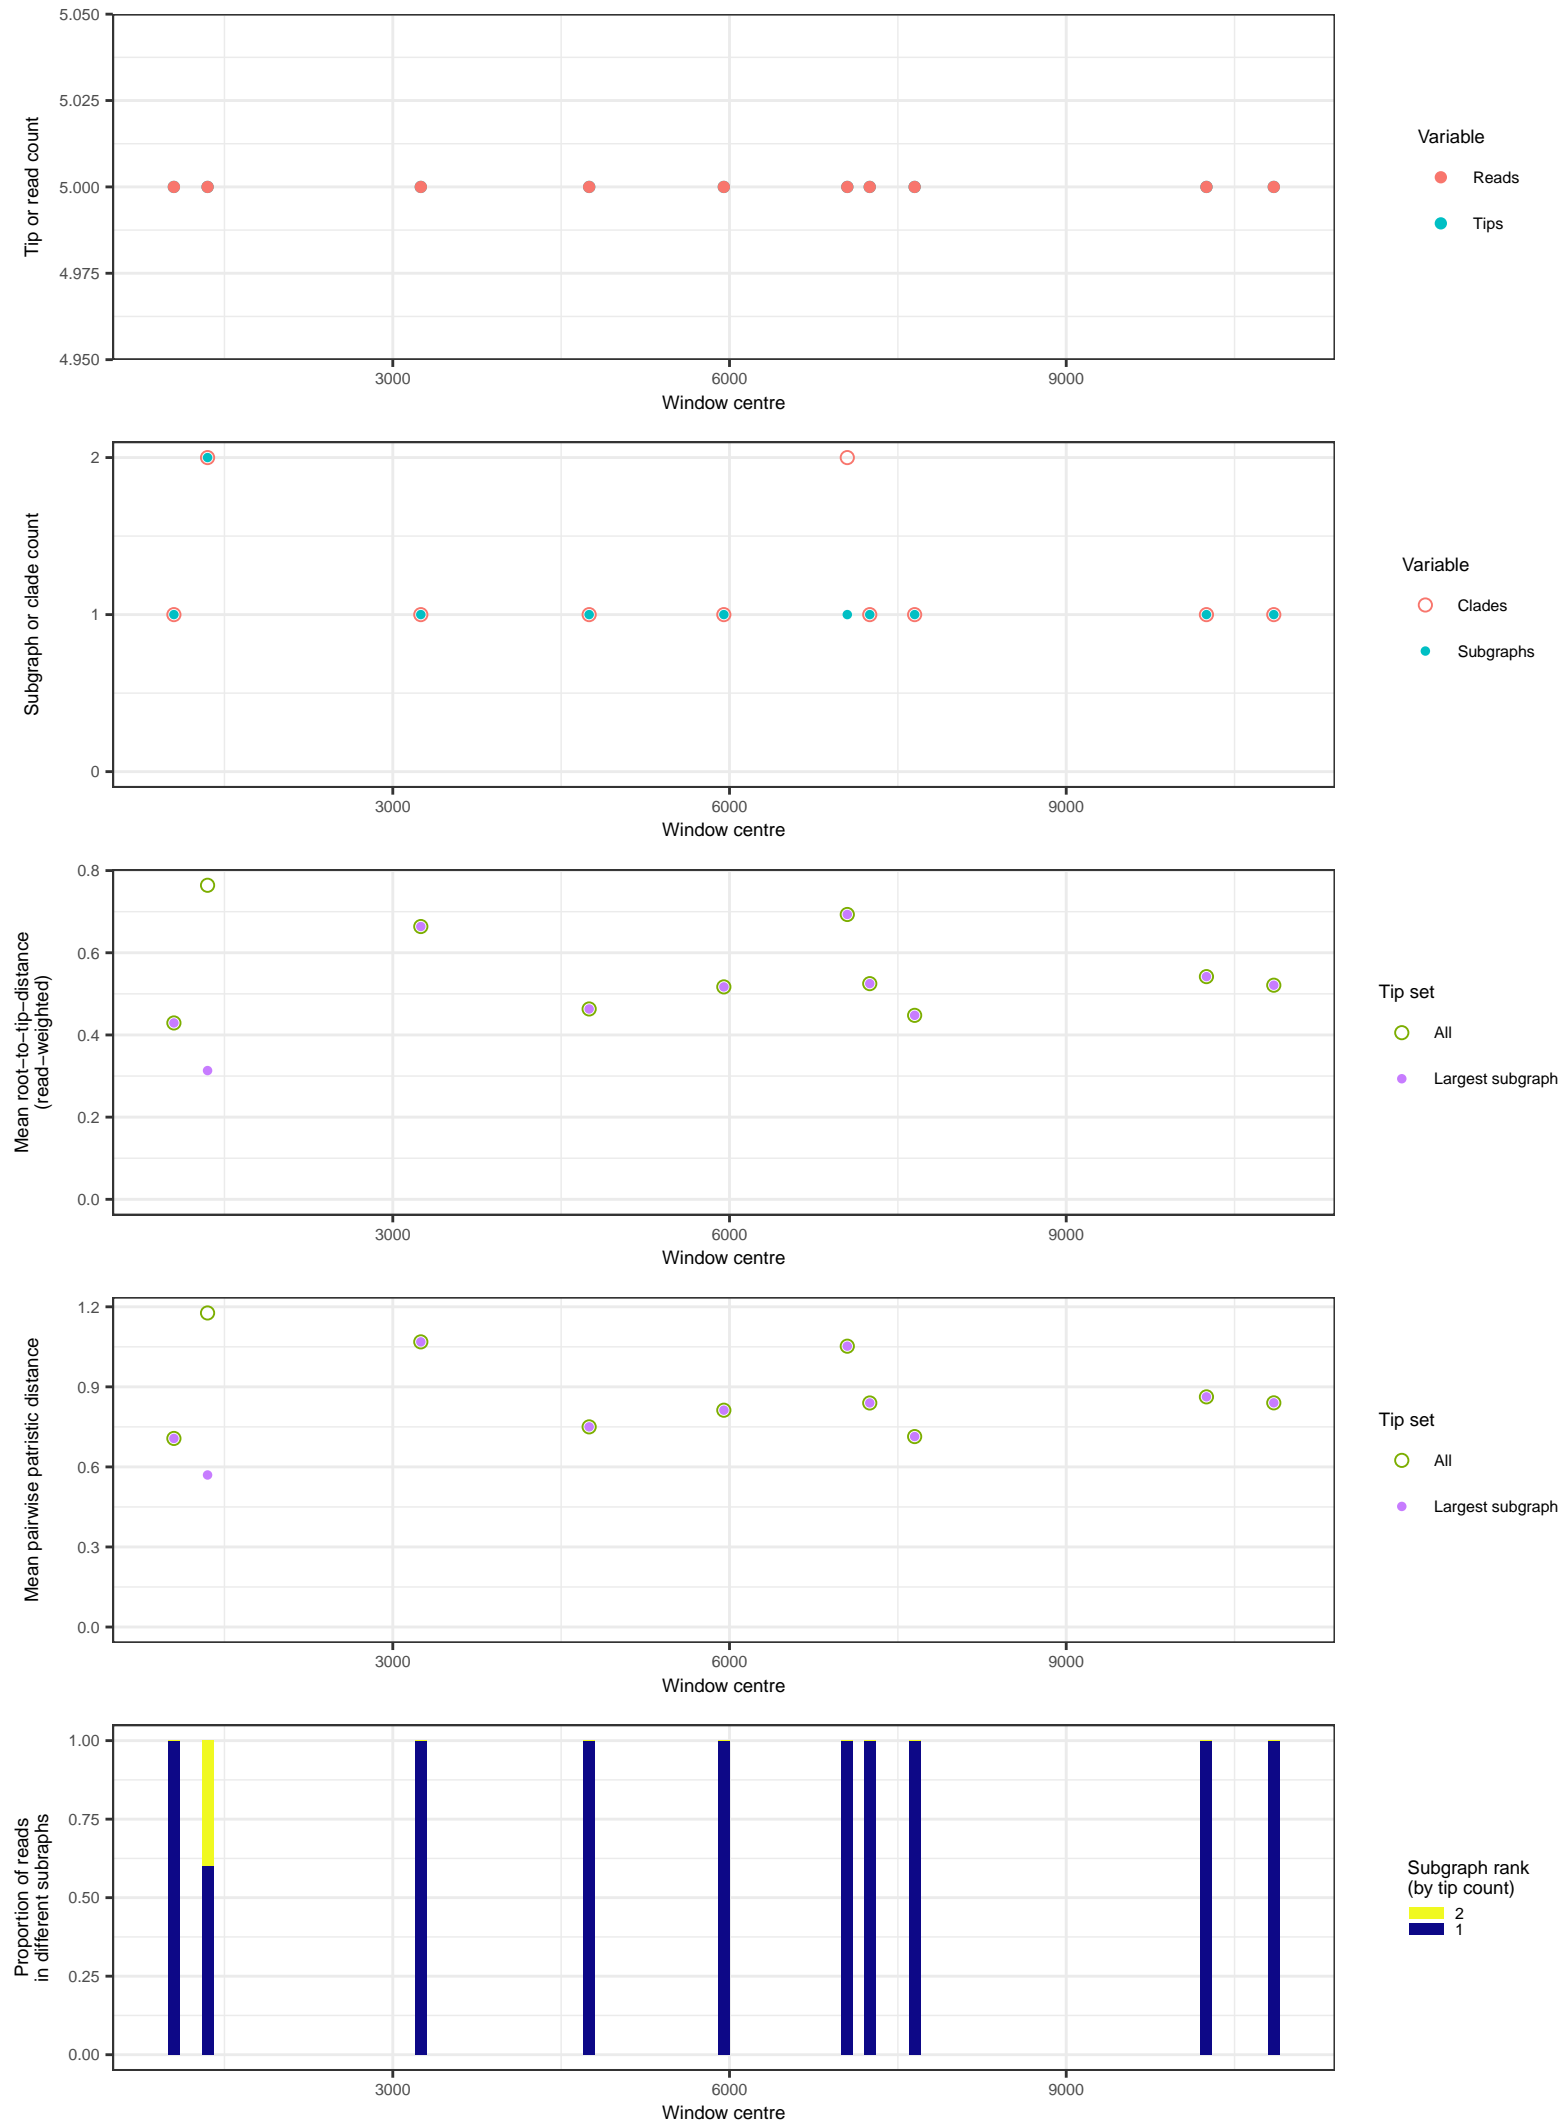 5.050
5.025
5.000
4.975
4.950
Tip or read count
3000 6000 9000
Window centre
Variable
Reads
Tips
2
1
0
Subgraph or clade count
3000 6000 9000
Window centre
Variable
Clades
Subgraphs
0.8
0.6
0.4
0.2
0.0
Mean root−to−tip−distance
(read−weighted)
3000 6000 9000
Window centre
Tip set
All
Largest subgraph
1.2
0.9
0.6
0.3
0.0
Mean pairwise patristic distance
3000 6000 9000
Window centre
Tip set
All
Largest subgraph
1.00
0.75
0.50
0.25
0.00
Proportion of reads
in different subraphs
3000 6000 9000
Window centre
Subgraph rank
(by tip count)
2
1